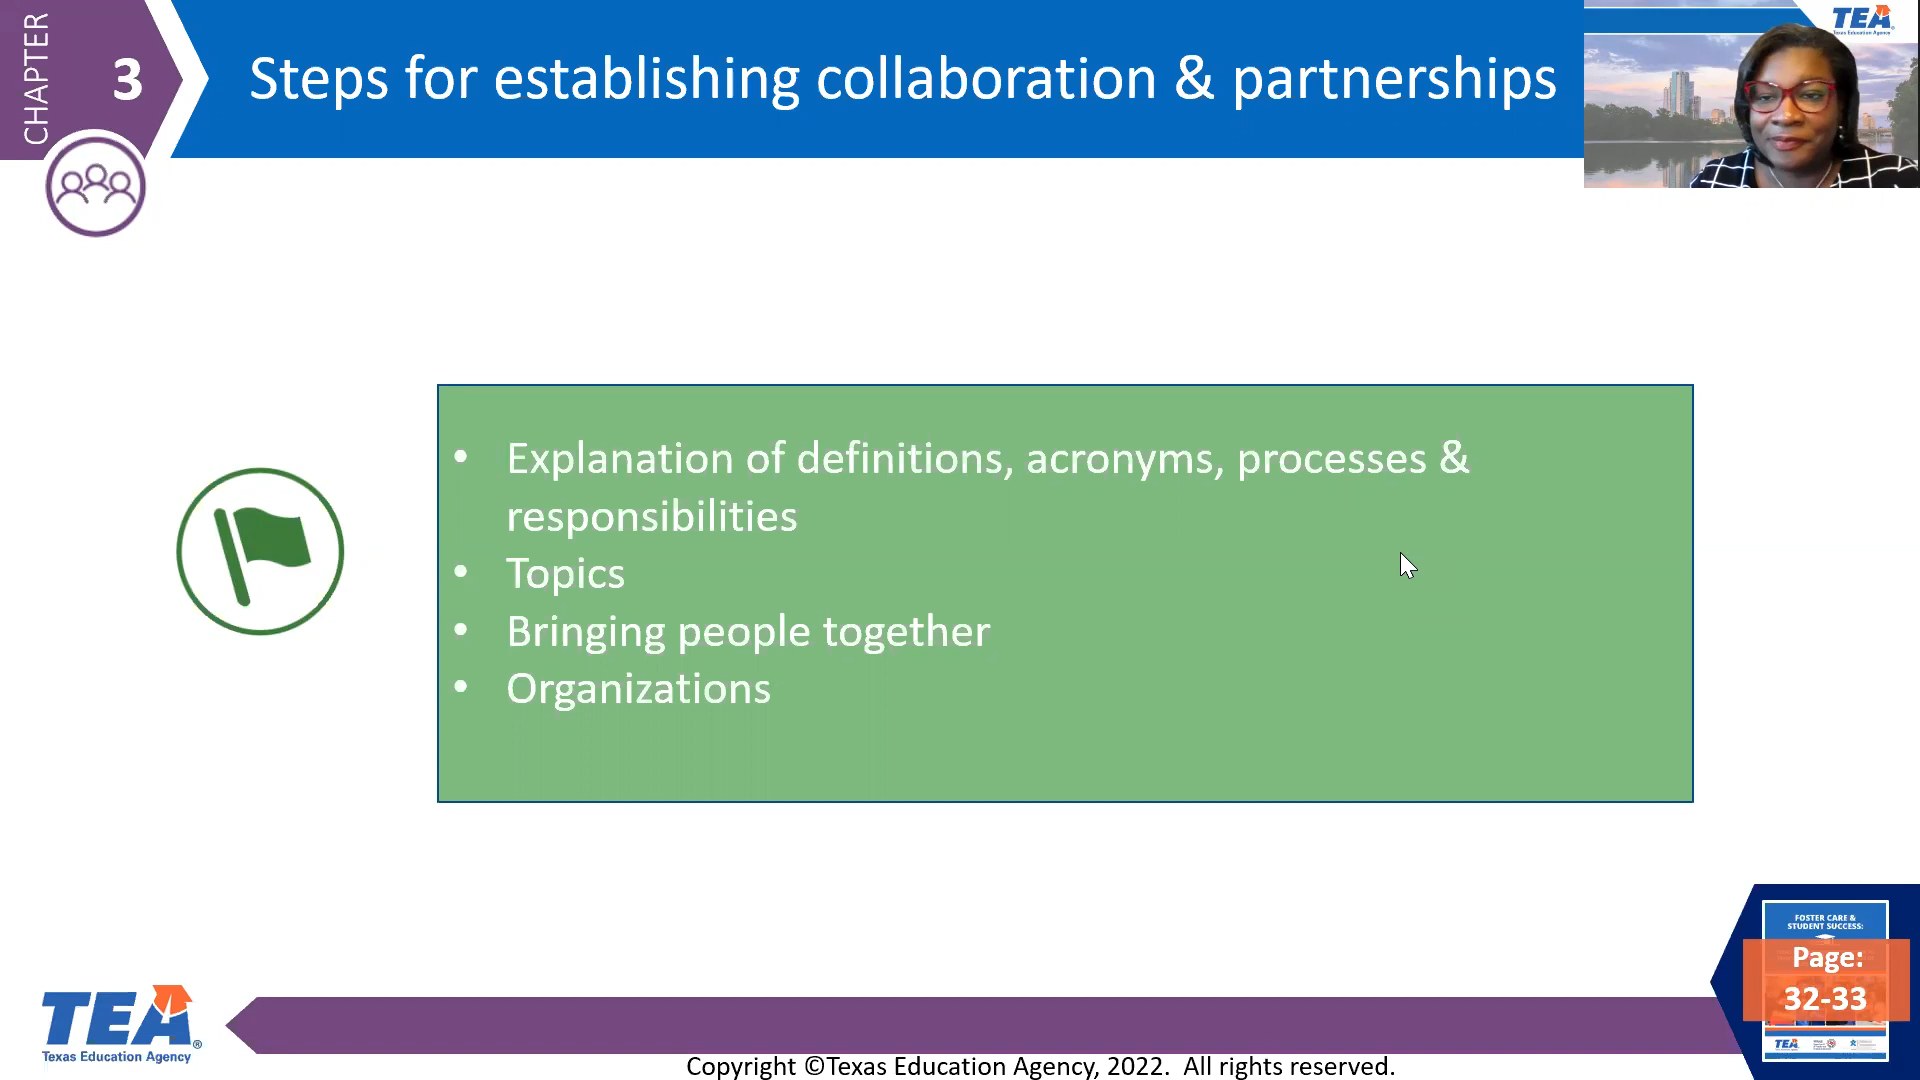 CHAPTER
3
Steps for establishing collaboration & partnerships
TEA
Texas Education Agency
• Explanation of definitions, acronyms, processes &
responsibilities
• Topics
• Bringing people together
• Organizations
FOSTER CARE &
STUDENT SUCCESS:
Page:
32-33
TEA
TEA®
Texas Education Agency
Copyright ©Texas Education Agency, 2022. All rights reserved.